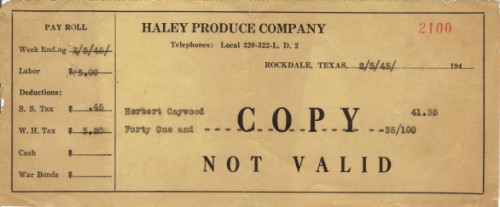 PAY ROLL
Week Ending 2/5/45/
Labor $ 45.00
Deductions:
S. S. Tax $ .45
W. H. Tax $ 3.20
Cash $
War Bonds $
HALEY PRODUCE COMPANY
2100
Telephones: Local 320-322-L. D. 2
ROCKDALE, TEXAS, 2/5/45/ 194
Herbert Caywood 41.35
Forty One and - - - - - - - - - - - - - - - -35/100
COPY
NOT VALID